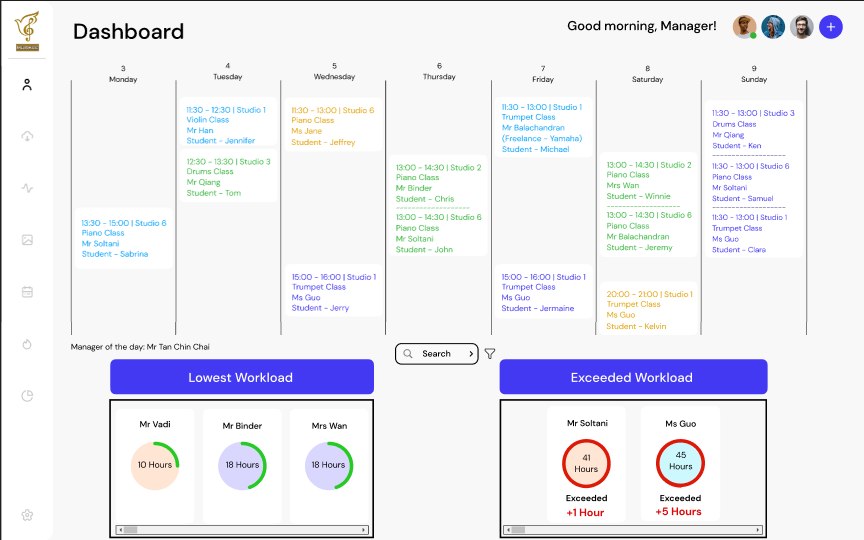 Dashboard
Good morning, Manager!
3
Monday
4
Tuesday
5
Wednesday
6
Thursday
7
Friday
8
Saturday
9
Sunday
13:30 - 15:00 | Studio 6
Piano Class
Mr Soltani
Student - Sabrina
11:30 - 12:30 | Studio 1
Violin Class
Mr Han
Student - Jennifer
12:30 - 13:30 | Studio 3
Drums Class
Mr Qiang
Student - Tom
11:30 - 13:00 | Studio 6
Piano Class
Ms Jane
Student - Jeffrey
15:00 - 16:00 | Studio 1
Trumpet Class
Ms Guo
Student - Jerry
13:00 - 14:30 | Studio 2
Piano Class
Mr Binder
Student - Chris
13:00 - 14:30 | Studio 6
Piano Class
Mr Soltani
Student - John
11:30 - 13:00 | Studio 1
Trumpet Class
Mr Balachandran
(Freelance - Yamaha)
Student - Michael
15:00 - 16:00 | Studio 1
Trumpet Class
Ms Guo
Student - Jermaine
13:00 - 14:30 | Studio 2
Piano Class
Mrs Wan
Student - Winnie
13:00 - 14:30 | Studio 6
Piano Class
Mr Balachandran
Student - Jeremy
20:00 - 21:00 | Studio 1
Trumpet Class
Ms Guo
Student - Kelvin
11:30 - 13:00 | Studio 3
Drums Class
Mr Qiang
Student - Ken
11:30 - 13:30 | Studio 6
Piano Class
Mr Soltani
Student - Samuel
11:30 - 13:30 | Studio 1
Trumpet Class
Ms Guo
Student - Clara
Manager of the day: Mr Tan Chin Chai
Search
Lowest Workload
Mr Vadi
10 Hours
Mr Binder
18 Hours
Mrs Wan
18 Hours
Exceeded Workload
Mr Soltani
41
Hours
Exceeded
+1 Hour
Ms Guo
45
Hours
Exceeded
+5 Hours